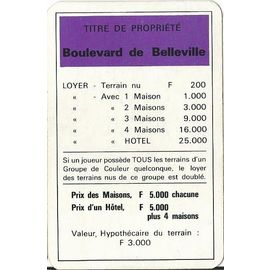 TITRE DE PROPRIÉTÉ
Boulevard de Belleville
LOYER - Terrain nu F 200
« - Avec 1 Maison 1.000
« « 2 Maisons 3.000
« « 3 Maisons 9.000
« « 4 Maisons 16.000
« « HOTEL 25.000
Si un joueur possède TOUS les terrains d'un
Groupe de Couleur quelconque, le loyer
des terrains nus de ce groupe est doublé.
Prix des Maisons, F 5.000 chacune
Prix d'un Hôtel, F 5.000
plus 4 maisons
Valeur, Hypothécaire du terrain :
F 3.000